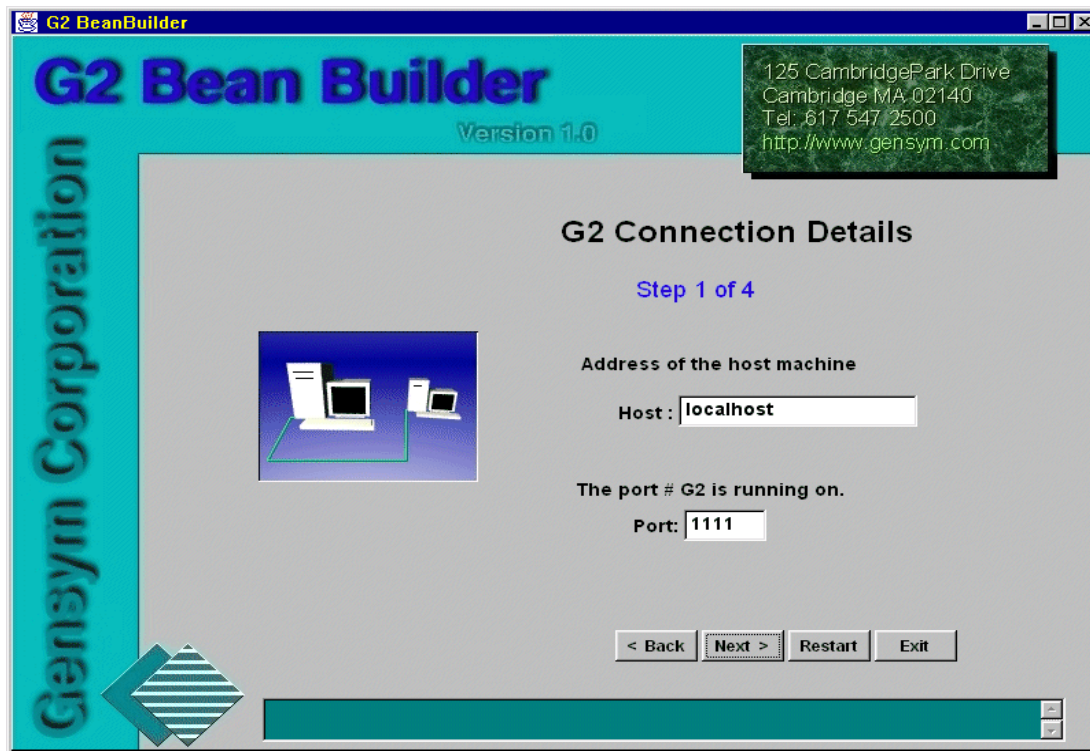 G2 BeanBuilder
G2 Bean Builder
Version 1.0
125 CambridgePark Drive
Cambridge MA 02140
Tel: 617 547 2500
http://www.gensym.com
Gensym Corporation
G2 Connection Details
Step 1 of 4
Address of the host machine
Host : localhost
The port # G2 is running on.
Port: 1111
< Back Next > Restart Exit